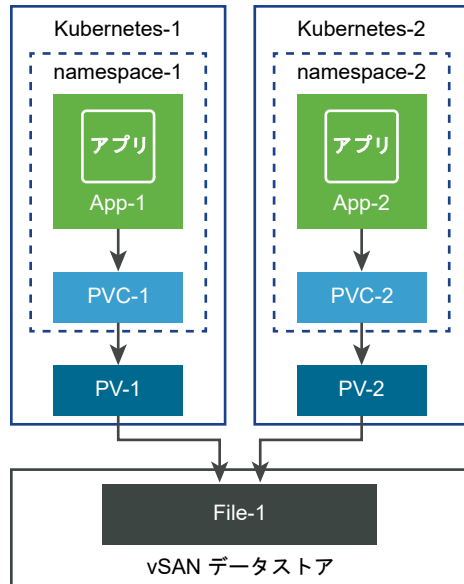 Kubernetes-1
namespace-1
アプリ
App-1
PVC-1
PV-1
Kubernetes-2
namespace-2
アプリ
App-2
PVC-2
PV-2
File-1
vSAN データストア